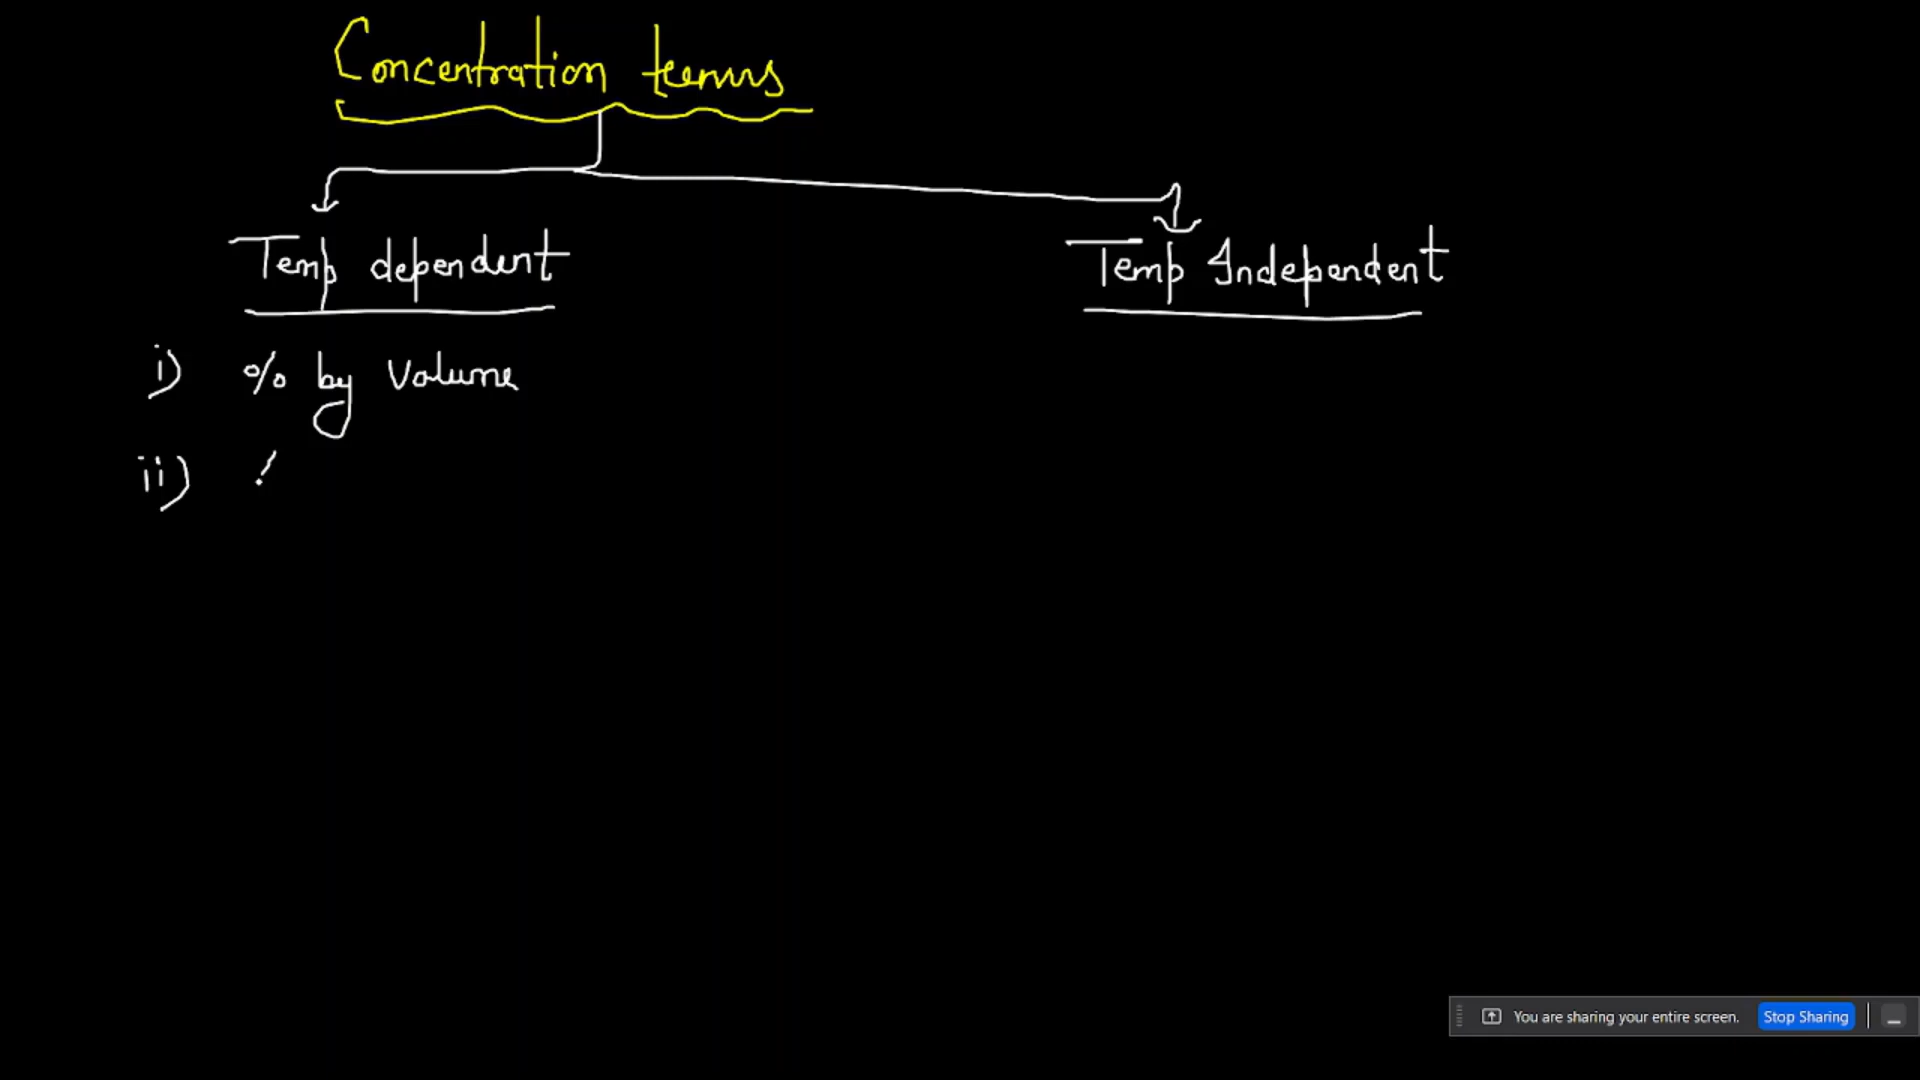 Concentration terms
Temp dependent
Temp Independent
i) % by Volume
ii)
You are sharing your entire screen. Stop Sharing